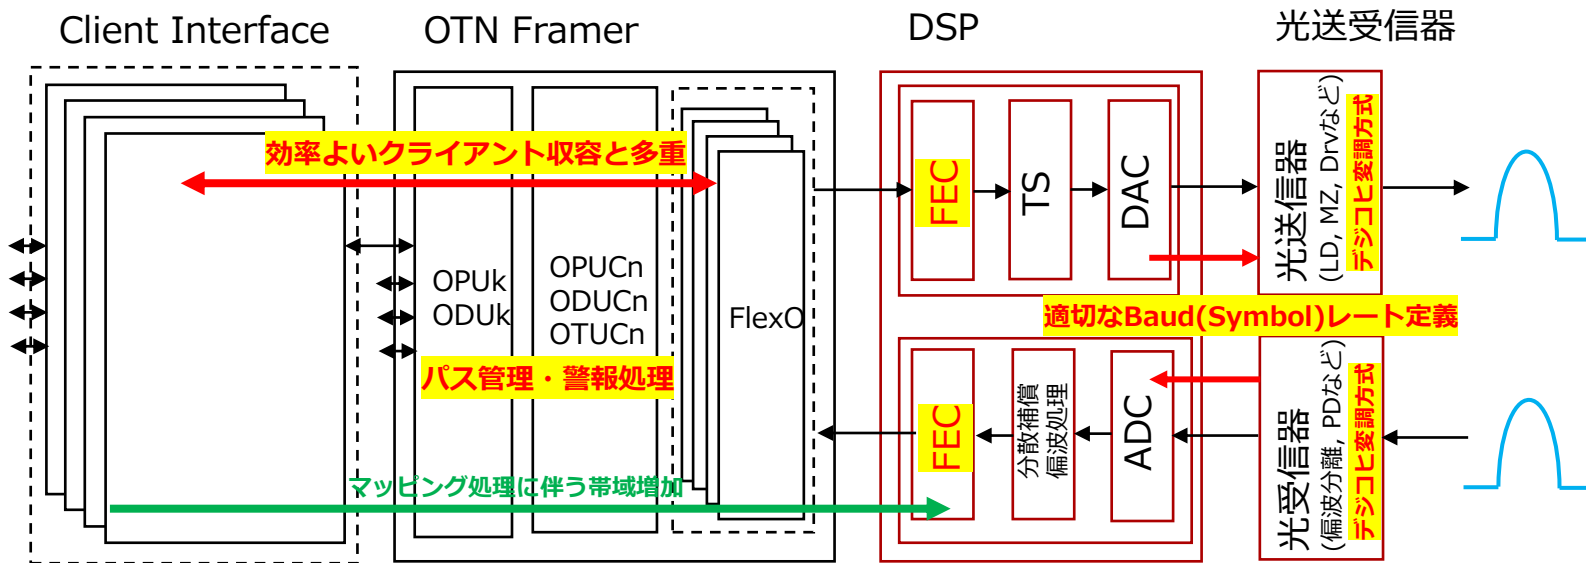 Client Interface
OTN Framer
DSP
光送受信器
効率よいクライアント収容と多重
OPUk
ODUk
OPUCn
ODUCn
OTUCn
FlexO
パス管理・警報処理
マッピング処理に伴う帯域増加
FEC
TS
DAC
光送信器
(LD, MZ, Drvなど)
デジコヒ変調方式
適切なBaud(Symbol)レート定義
FEC
分散補償
偏波処理
ADC
光受信器
(偏波分離, PDなど)
デジコヒ変調方式